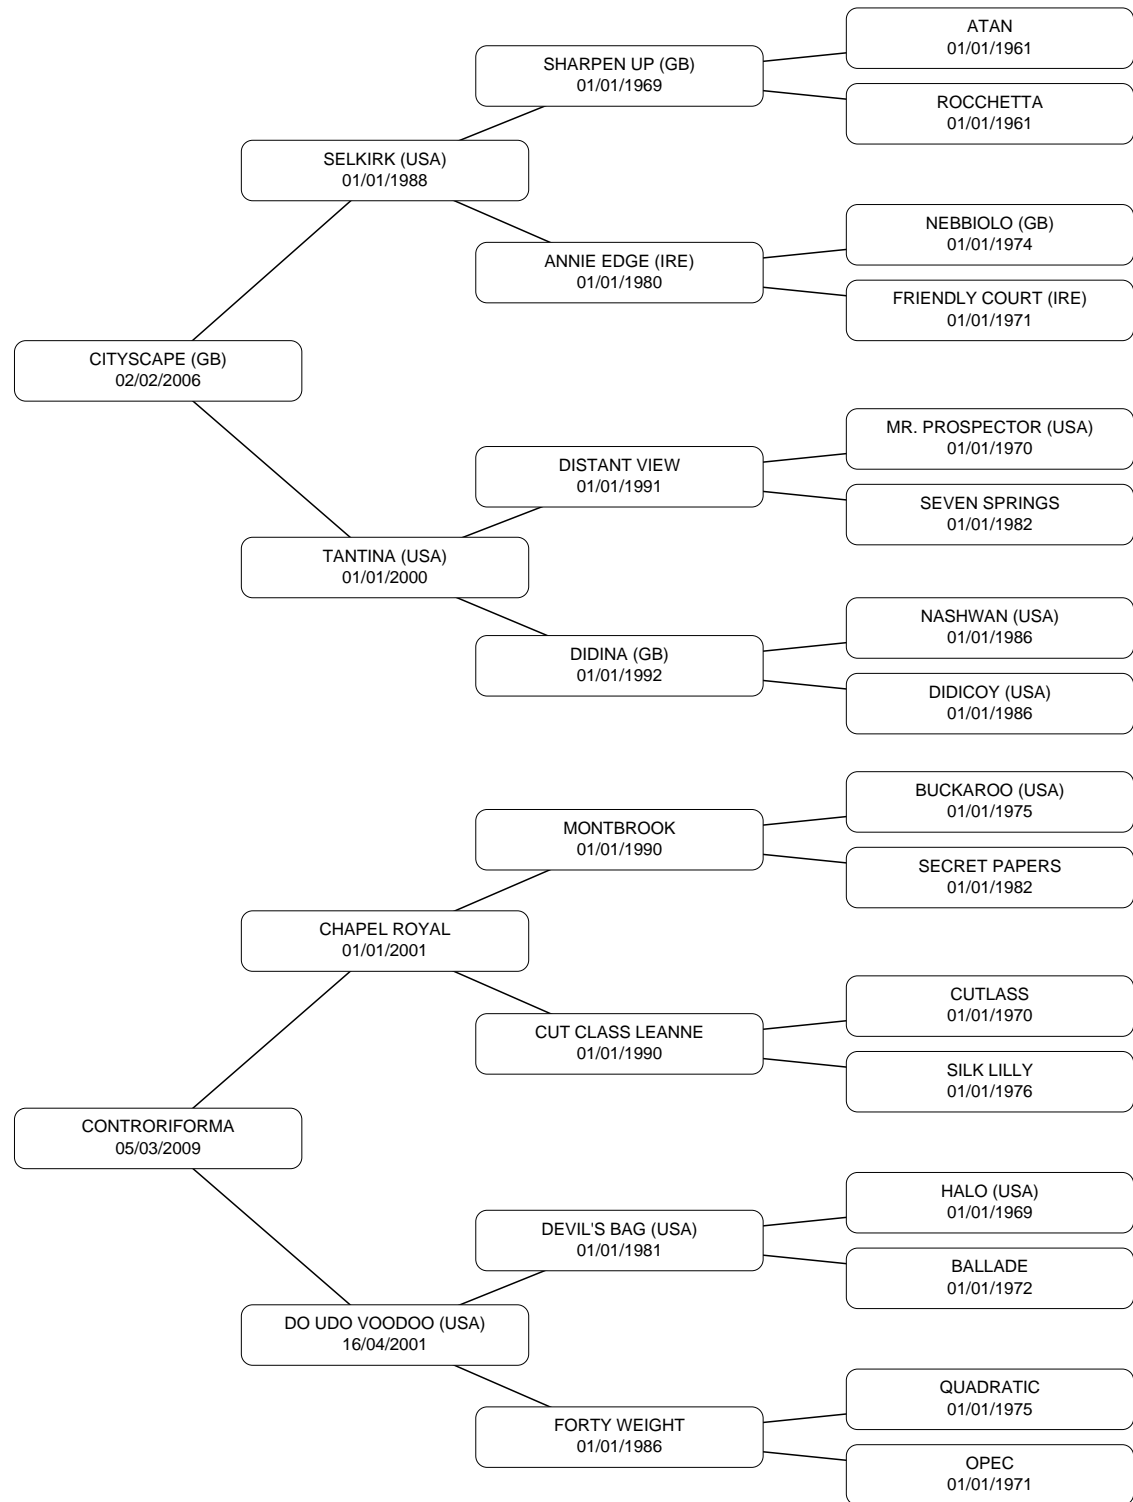 ATAN
01/01/1961
SHARPEN UP (GB)
01/01/1969
ROCCHETTA
01/01/1961
SELKIRK (USA)
01/01/1988
NEBBIOLO (GB)
01/01/1974
ANNIE EDGE (IRE)
01/01/1980
FRIENDLY COURT (IRE)
01/01/1971
CITYSCAPE (GB)
02/02/2006
MR. PROSPECTOR (USA)
01/01/1970
DISTANT VIEW
01/01/1991
SEVEN SPRINGS
01/01/1982
TANTINA (USA)
01/01/2000
NASHWAN (USA)
01/01/1986
DIDINA (GB)
01/01/1992
DIDICOY (USA)
01/01/1986
BUCKAROO (USA)
01/01/1975
MONTBROOK
01/01/1990
SECRET PAPERS
01/01/1982
CHAPEL ROYAL
01/01/2001
CUTLASS
01/01/1970
CUT CLASS LEANNE
01/01/1990
SILK LILLY
01/01/1976
CONTRORIFORMA
05/03/2009
HALO (USA)
01/01/1969
DEVIL'S BAG (USA)
01/01/1981
BALLADE
01/01/1972
DO UDO VOODOO (USA)
16/04/2001
QUADRATIC
01/01/1975
FORTY WEIGHT
01/01/1986
OPEC
01/01/1971